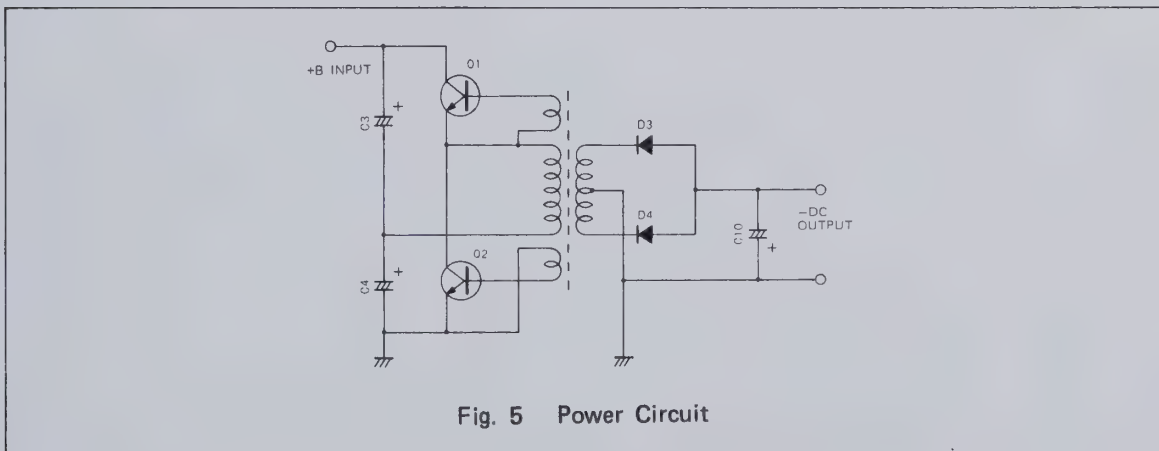 +B INPUT
Q1
C3
+
D3
D4
-DC
OUTPUT
C10
+
Q2
C4
+
Fig. 5 Power Circuit